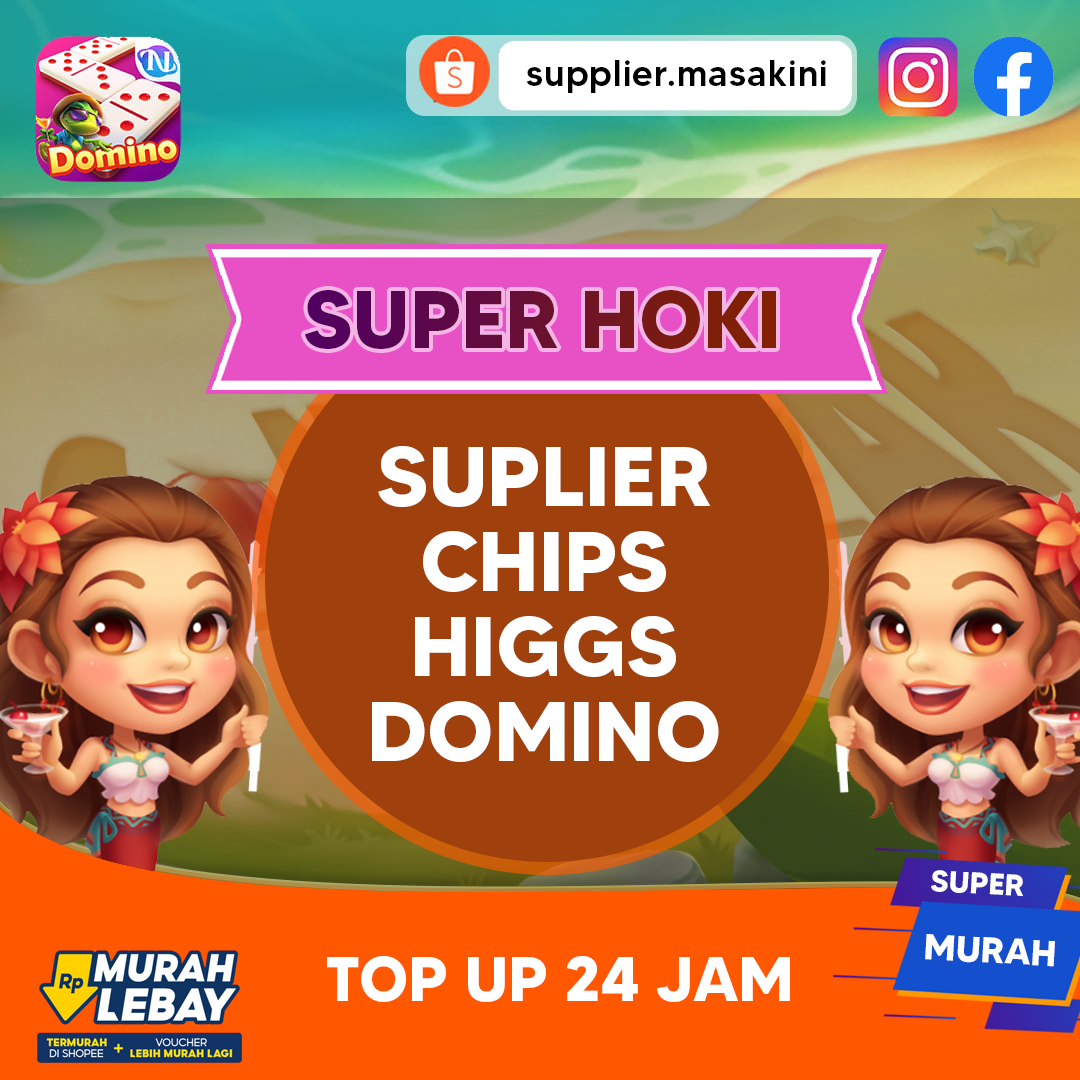 N
Domino
S
supplier.masakini
SUPER HOKI
SUPLIER
CHIPS
HIGGS
DOMINO
SUPER
MURAH
Rp
MURAH
LEBAY
TERMURAH
DI SHOPEE
+
VOUCHER
LEBIH MURAH LAGI
TOP UP 24 JAM